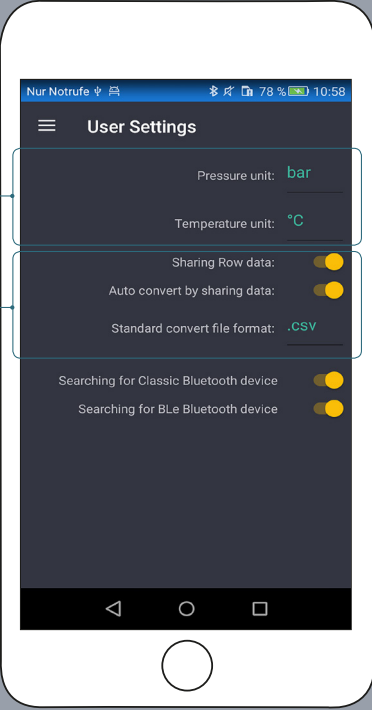 Nur Notrufe 78 % 10:58
User Settings
Pressure unit: bar
Temperature unit: °C
Sharing Row data:
Auto convert by sharing data:
Standard convert file format: .csv
Searching for Classic Bluetooth device
Searching for BLe Bluetooth device